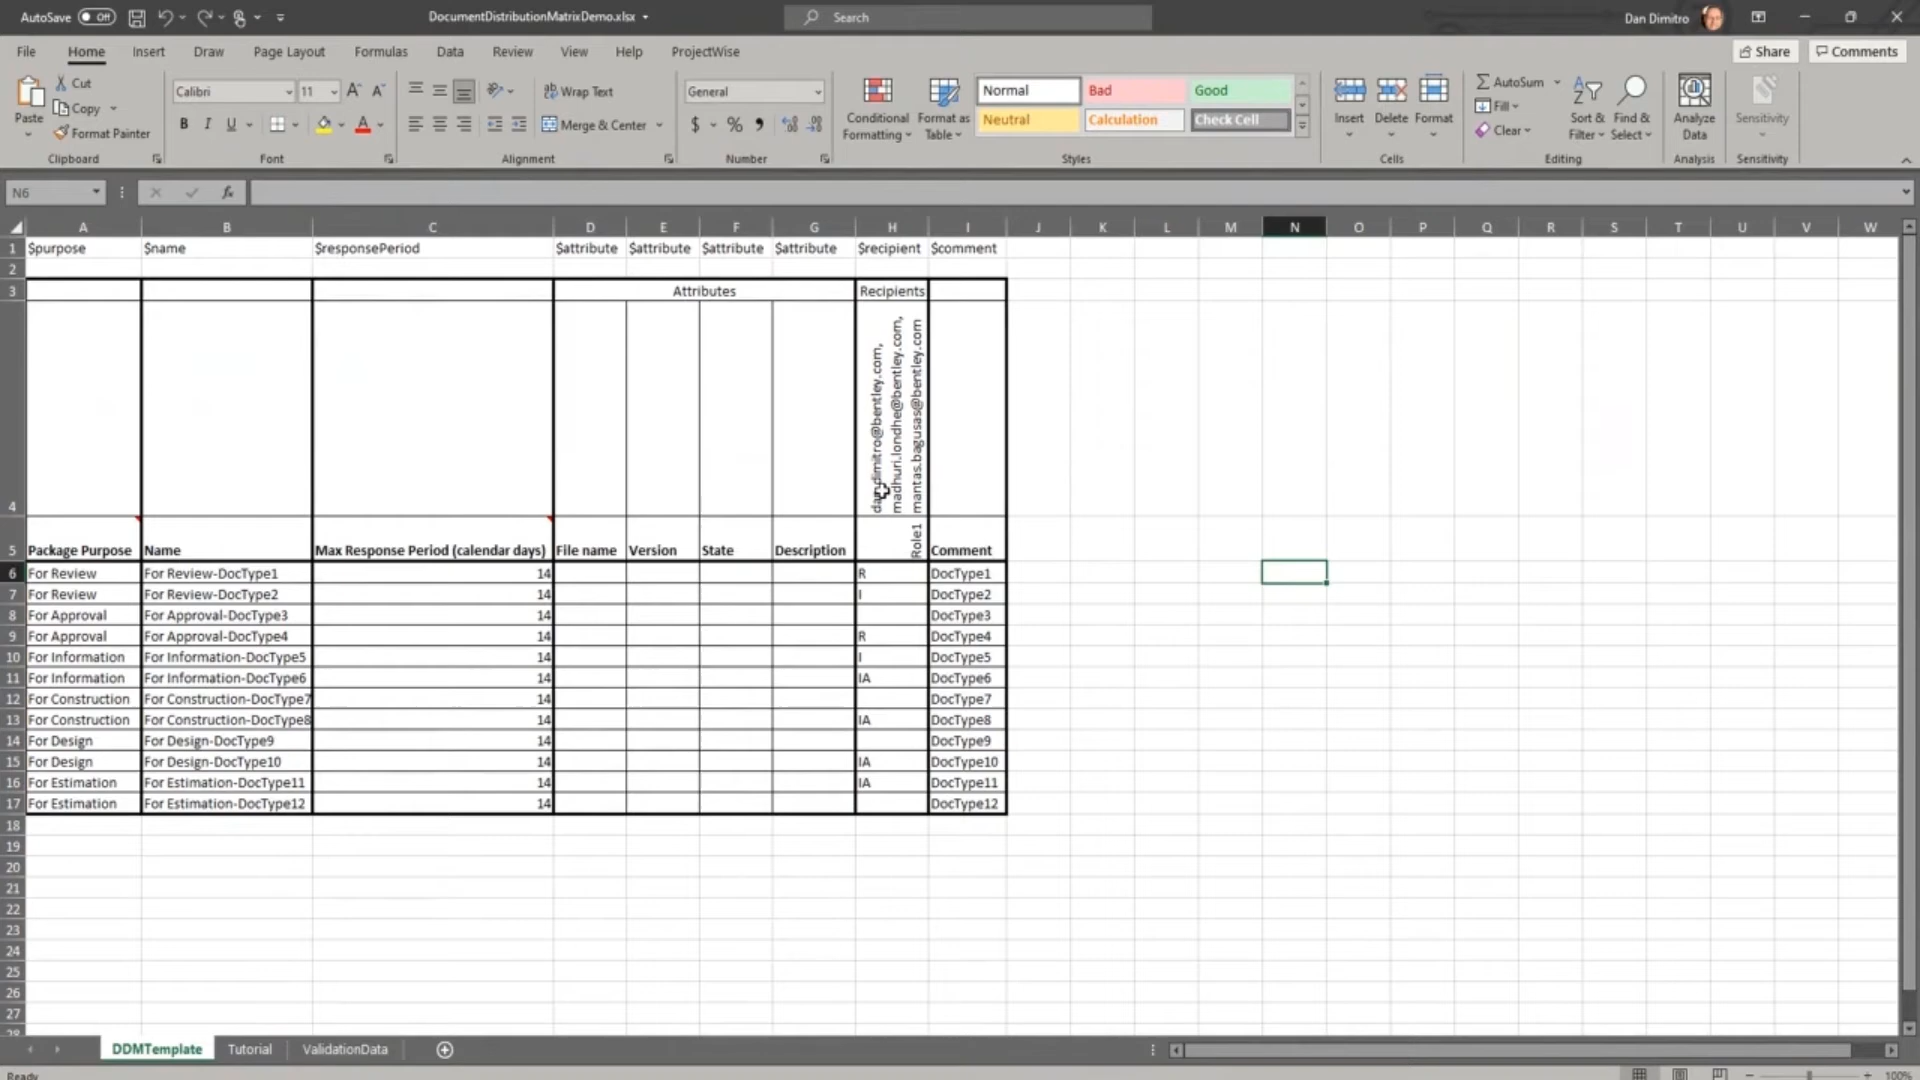 AutoSave Off DocumentDistributionMatrixDemo.xlsx Search Dan Dimitro
File Home Insert Draw Page Layout Formulas Data Review View Help ProjectWise Share Comments
Paste Cut Copy Format Painter Clipboard
Calibri 11 B I U A A A Font
Wrap Text Merge & Center Alignment
General $ % Number
Conditional Formatting Format as Table
Normal Bad Good
Neutral Calculation Check Cell
Styles
Insert Delete Format Cells
AutoSum Fill Clear Sort & Filter Find & Select Editing
Analyze Data Analysis
Sensitivity Sensitivity
N6 fx
A B C D E F G H I J K L M N O P Q R S T U V W
1 $purpose $name $responsePeriod $attribute $attribute $attribute $attribute $recipient $comment
2
3 Attributes Recipients
4 dan.dimitro@bentley.com,
madhuri.londhe@bentley.com,
mantas.bagusas@bentley.com
5 Package Purpose Name Max Response Period (calendar days) File name Version State Description Role1 Comment
6 For Review For Review-DocType1 14 R DocType1
7 For Review For Review-DocType2 14 I DocType2
8 For Approval For Approval-DocType3 14 DocType3
9 For Approval For Approval-DocType4 14 R DocType4
10 For Information For Information-DocType5 14 I DocType5
11 For Information For Information-DocType6 14 IA DocType6
12 For Construction For Construction-DocType7 14 DocType7
13 For Construction For Construction-DocType8 14 IA DocType8
14 For Design For Design-DocType9 14 DocType9
15 For Design For Design-DocType10 14 IA DocType10
16 For Estimation For Estimation-DocType11 14 IA DocType11
17 For Estimation For Estimation-DocType12 14 DocType12
18
19
20
21
22
23
24
25
26
27
28
DDMTemplate Tutorial ValidationData
Ready 100%